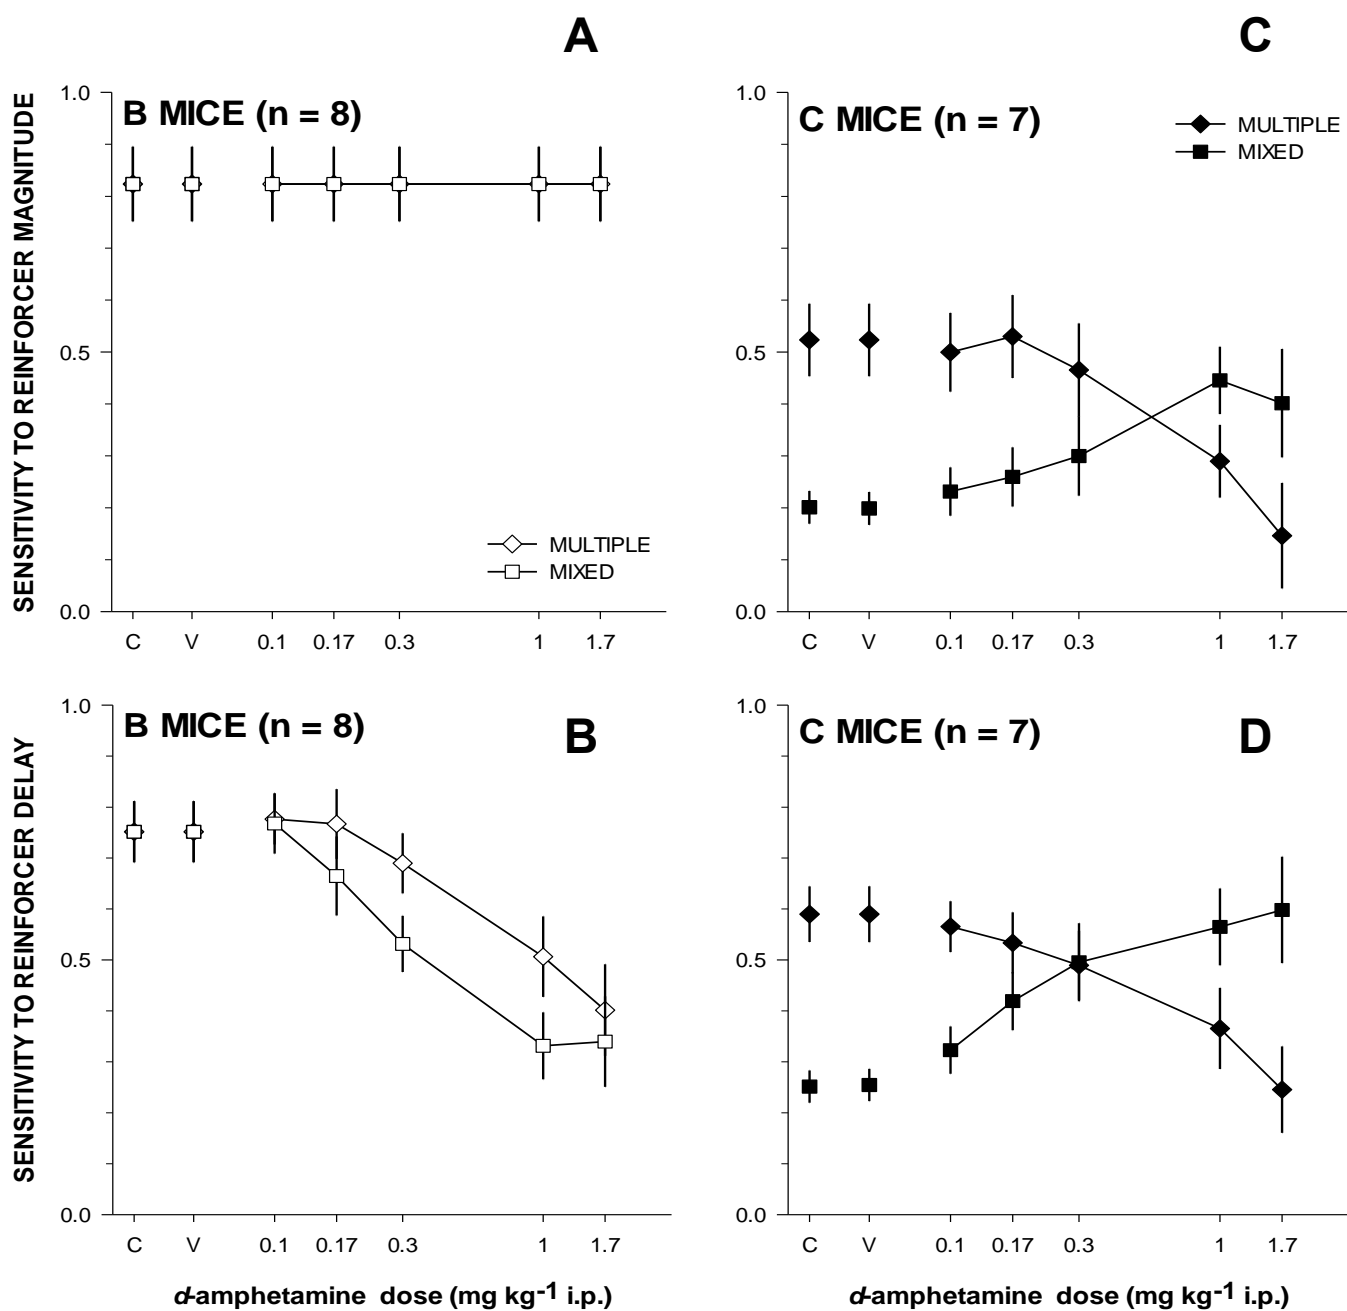 A
SENSITIVITY TO REINFORCER MAGNITUDE
1.0
0.5
0.0
B MICE (n = 8)
MULTIPLE
MIXED
C V 0.1 0.17 0.3 1 1.7
C
1.0
0.5
0.0
C MICE (n = 7)
MULTIPLE
MIXED
C V 0.1 0.17 0.3 1 1.7
SENSITIVITY TO REINFORCER DELAY
1.0
0.5
0.0
B MICE (n = 8)
B
C V 0.1 0.17 0.3 1 1.7
d-amphetamine dose (mg kg-1 i.p.)
1.0
0.5
0.0
C MICE (n = 7)
D
C V 0.1 0.17 0.3 1 1.7
d-amphetamine dose (mg kg-1 i.p.)